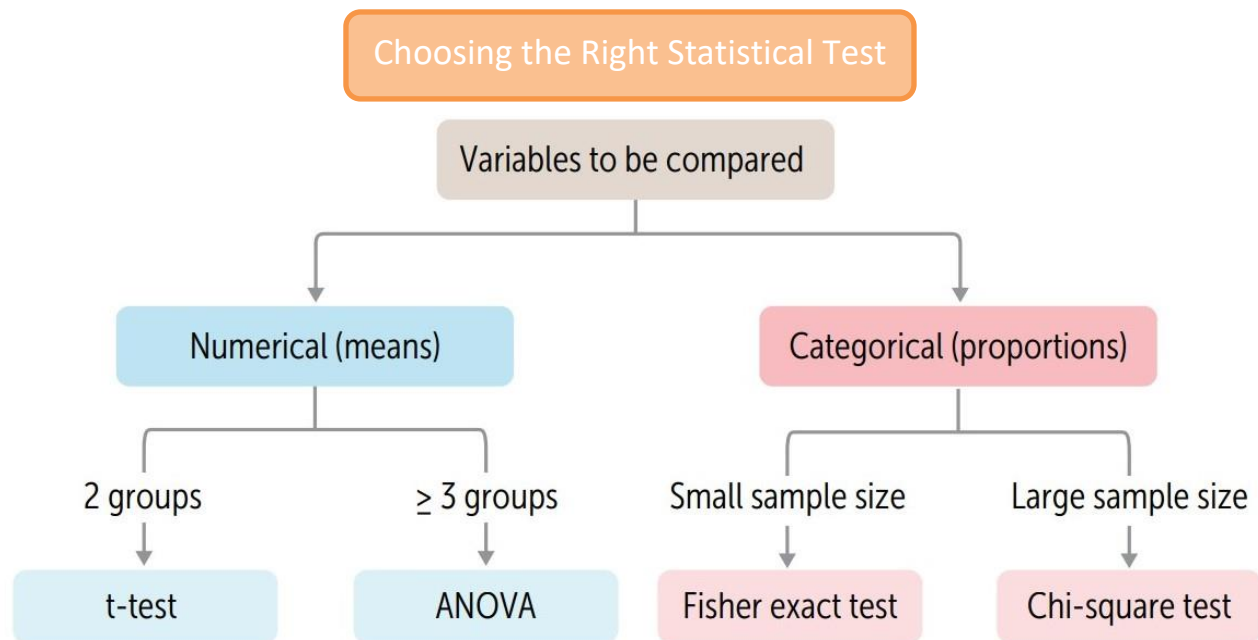 Choosing the Right Statistical Test
Variables to be compared
Numerical (means)
Categorical (proportions)
2 groups
≥ 3 groups
Small sample size
Large sample size
t-test
ANOVA
Fisher exact test
Chi-square test